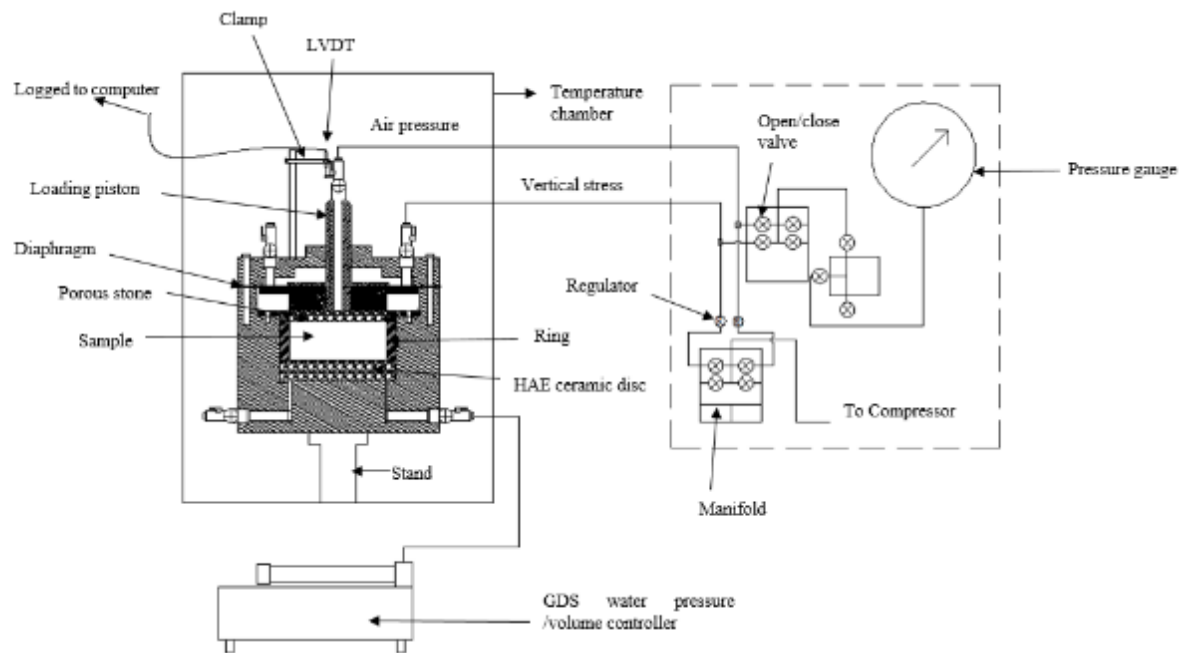 Clamp
LVDT
Logged to computer
Temperature
chamber
Air pressure
Open/close
valve
Pressure gauge
Loading piston
Vertical stress
Diaphragm
Porous stone
Regulator
Sample
Ring
HAE ceramic disc
To Compressor
Stand
Manifold
GDS water pressure
/volume controller